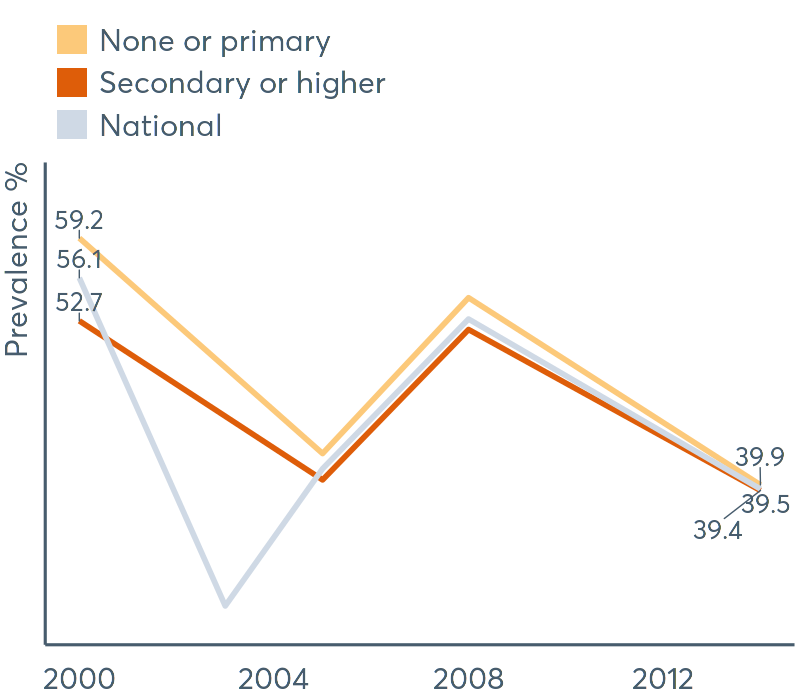 None or primary
Secondary or higher
National
Prevalence %
59.2
56.1
52.7
39.9
39.5
39.4
2000 2004 2008 2012